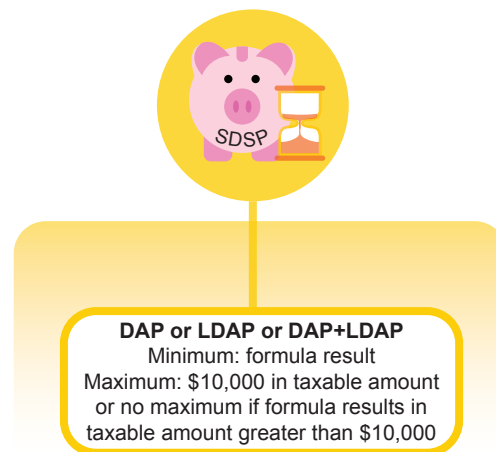 SDSP
DAP or LDAP or DAP+LDAP
Minimum: formula result
Maximum: $10,000 in taxable amount
or no maximum if formula results in
taxable amount greater than $10,000